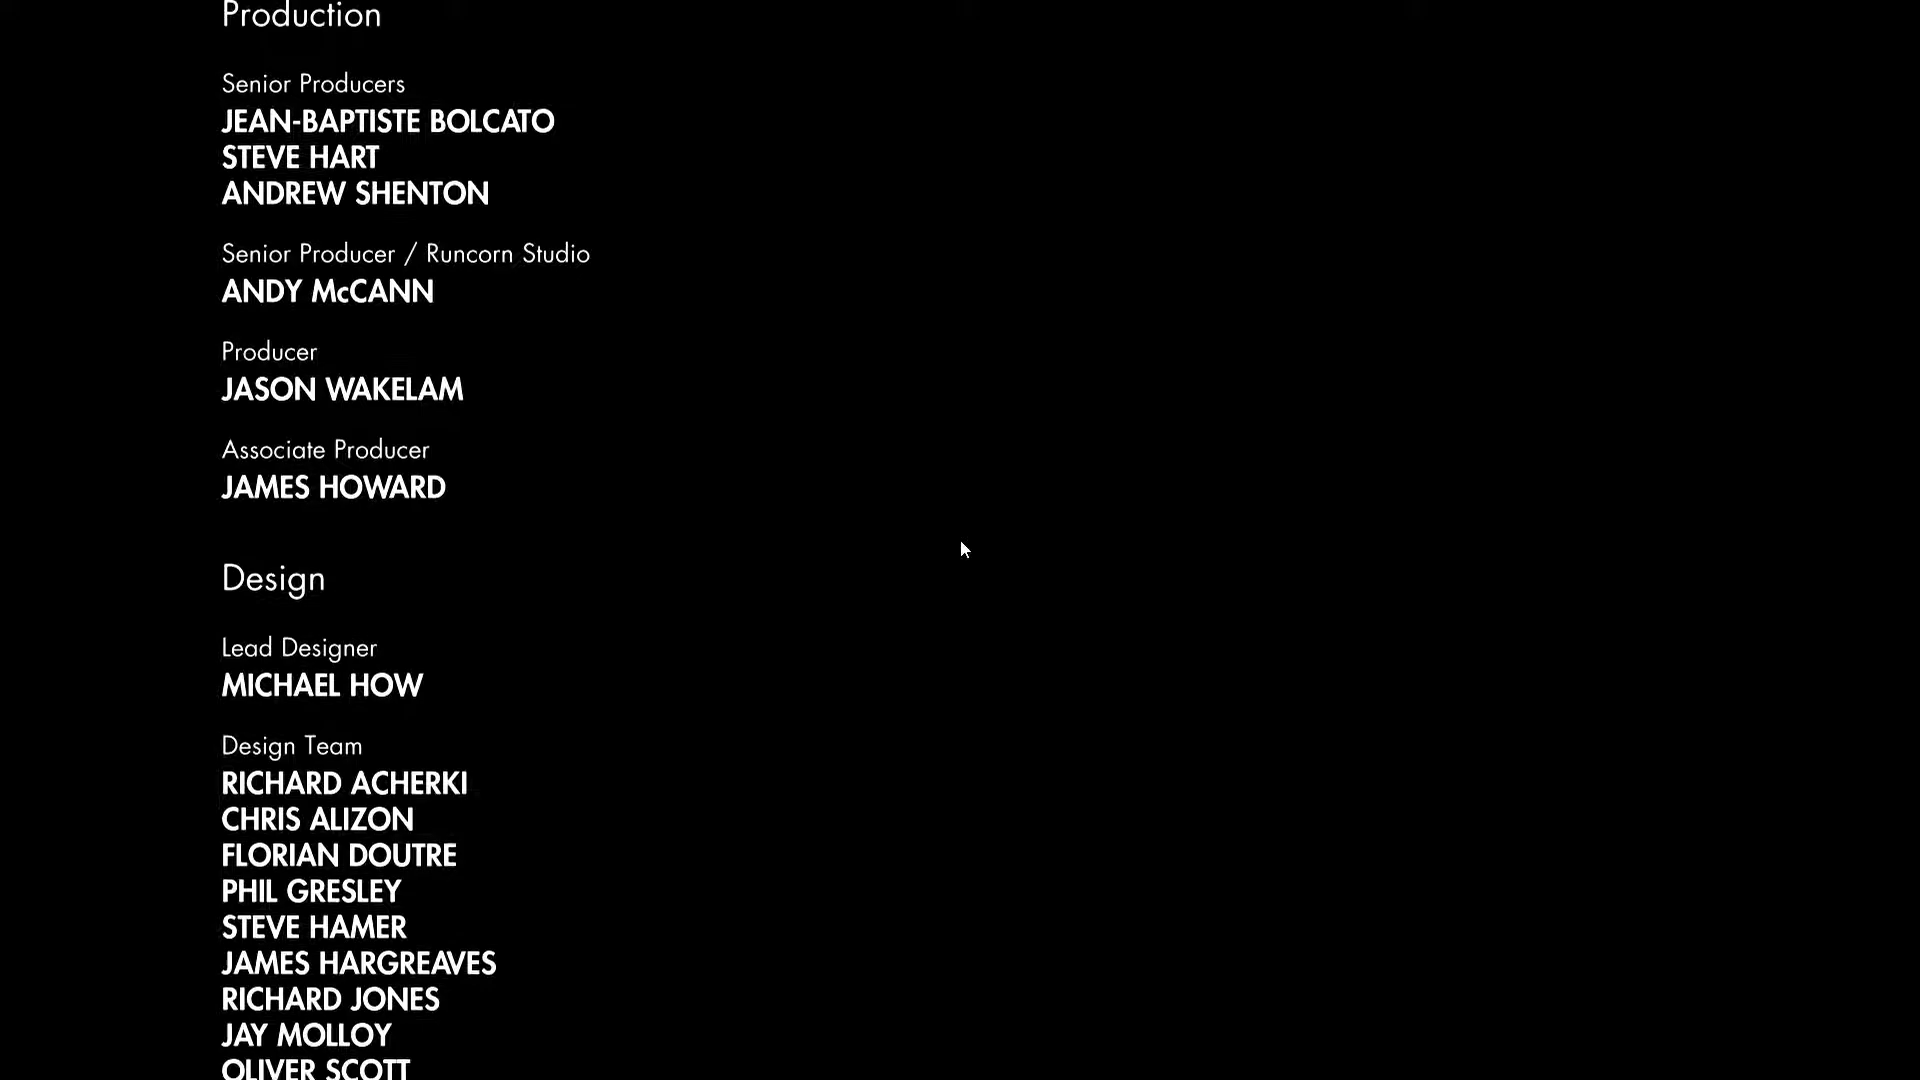 Production
Senior Producers
JEAN-BAPTISTE BOLCATO
STEVE HART
ANDREW SHENTON
Senior Producer / Runcorn Studio
ANDY McCANN
Producer
JASON WAKELAM
Associate Producer
JAMES HOWARD
Design
Lead Designer
MICHAEL HOW
Design Team
RICHARD ACHERKI
CHRIS ALIZON
FLORIAN DOUTRE
PHIL GRESLEY
STEVE HAMER
JAMES HARGREAVES
RICHARD JONES
JAY MOLLOY
OLIVER SCOTT